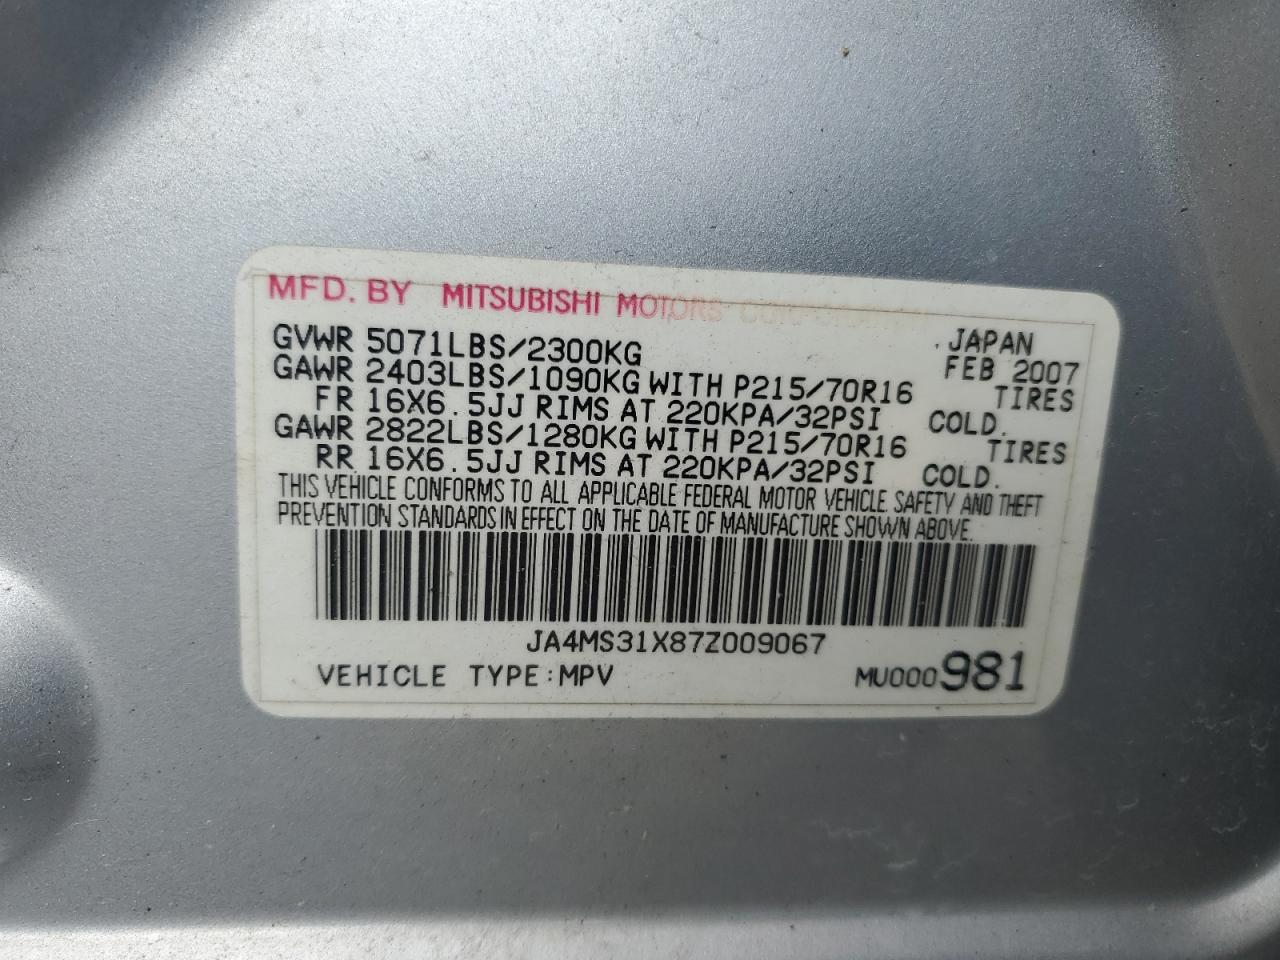 MFD. BY MITSUBISHI MOTORS CORPORATION
JAPAN
GVWR 5071LBS/2300KG FEB 2007
GAWR 2403LBS/1090KG WITH P215/70R16 TIRES
FR 16X6.5JJ RIMS AT 220KPA/32PSI COLD.
GAWR 2822LBS/1280KG WITH P215/70R16 TIRES
RR 16X6.5JJ RIMS AT 220KPA/32PSI COLD.
THIS VEHICLE CONFORMS TO ALL APPLICABLE FEDERAL MOTOR VEHICLE SAFETY AND THEFT
PREVENTION STANDARDS IN EFFECT ON THE DATE OF MANUFACTURE SHOWN ABOVE.
JA4MS31X87Z009067
VEHICLE TYPE:MPV MU000981